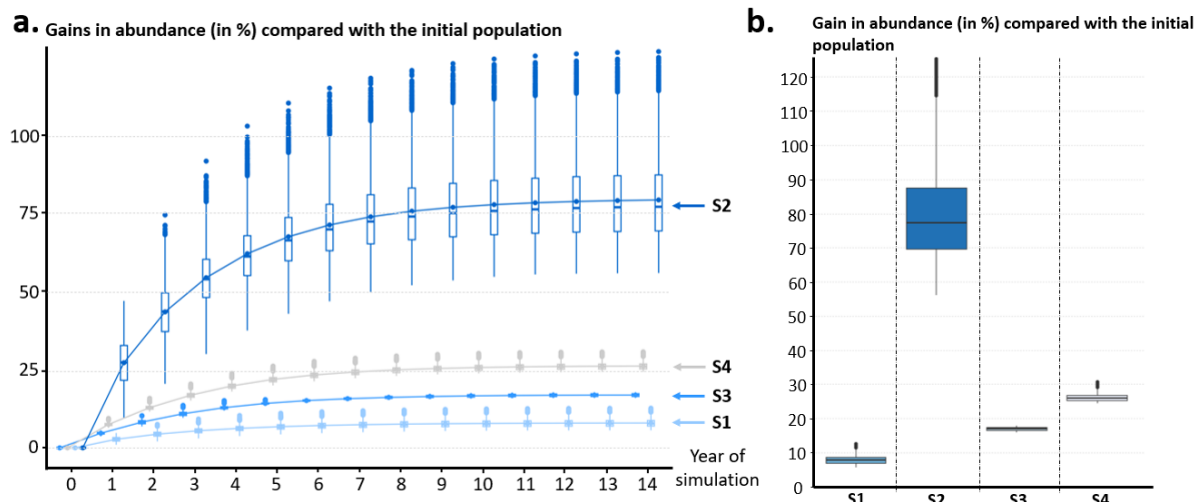 a. Gains in abundance (in %) compared with the initial population
100
75
50
25
0
S2
S4
S3
S1
0 1 2 3 4 5 6 7 8 9 10 11 12 13 14
Year of
simulation
b. Gain in abundance (in %) compared with the initial
population
120
110
100
90
80
70
60
50
40
30
20
10
0
S1 S2 S3 S4